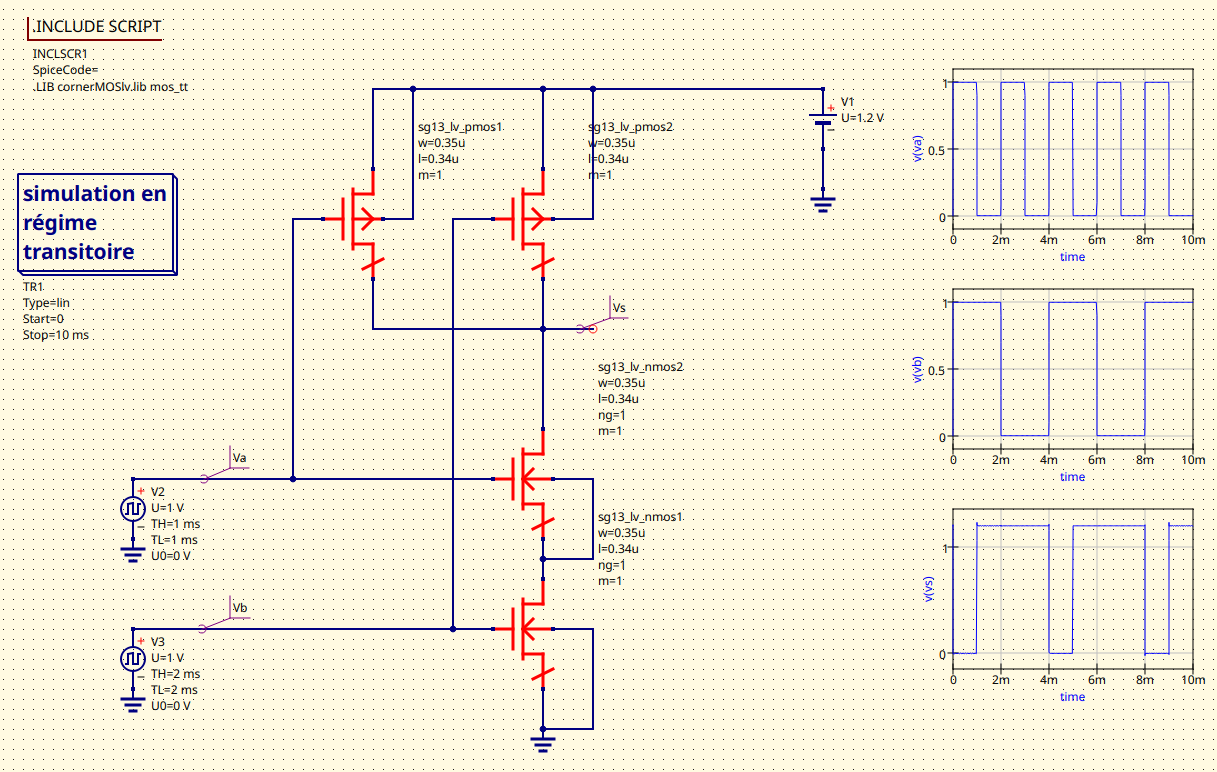 .INCLUDE SCRIPT
INCLSCR1
SpiceCode=
.LIB cornerMOSlv.lib mos_tt
simulation en
régime
transitoire
TR1
Type=lin
Start=0
Stop=10 ms
sg13_lv_pmos1
w=0.35u
l=0.34u
m=1
sg13_lv_pmos2
w=0.35u
l=0.34u
m=1
+
V1
U=1.2 V
−
Vs
sg13_lv_nmos2
w=0.35u
l=0.34u
ng=1
m=1
Va
+
V2
U=1 V
TH=1 ms
−
TL=1 ms
U0=0 V
sg13_lv_nmos1
w=0.35u
l=0.34u
ng=1
m=1
Vb
+
V3
U=1 V
TH=2 ms
−
TL=2 ms
U0=0 V
v(va)
1
0.5
0
0 2m 4m 6m 8m 10m
time
v(vb)
1
0.5
0
0 2m 4m 6m 8m 10m
time
v(vs)
1
0
0 2m 4m 6m 8m 10m
time